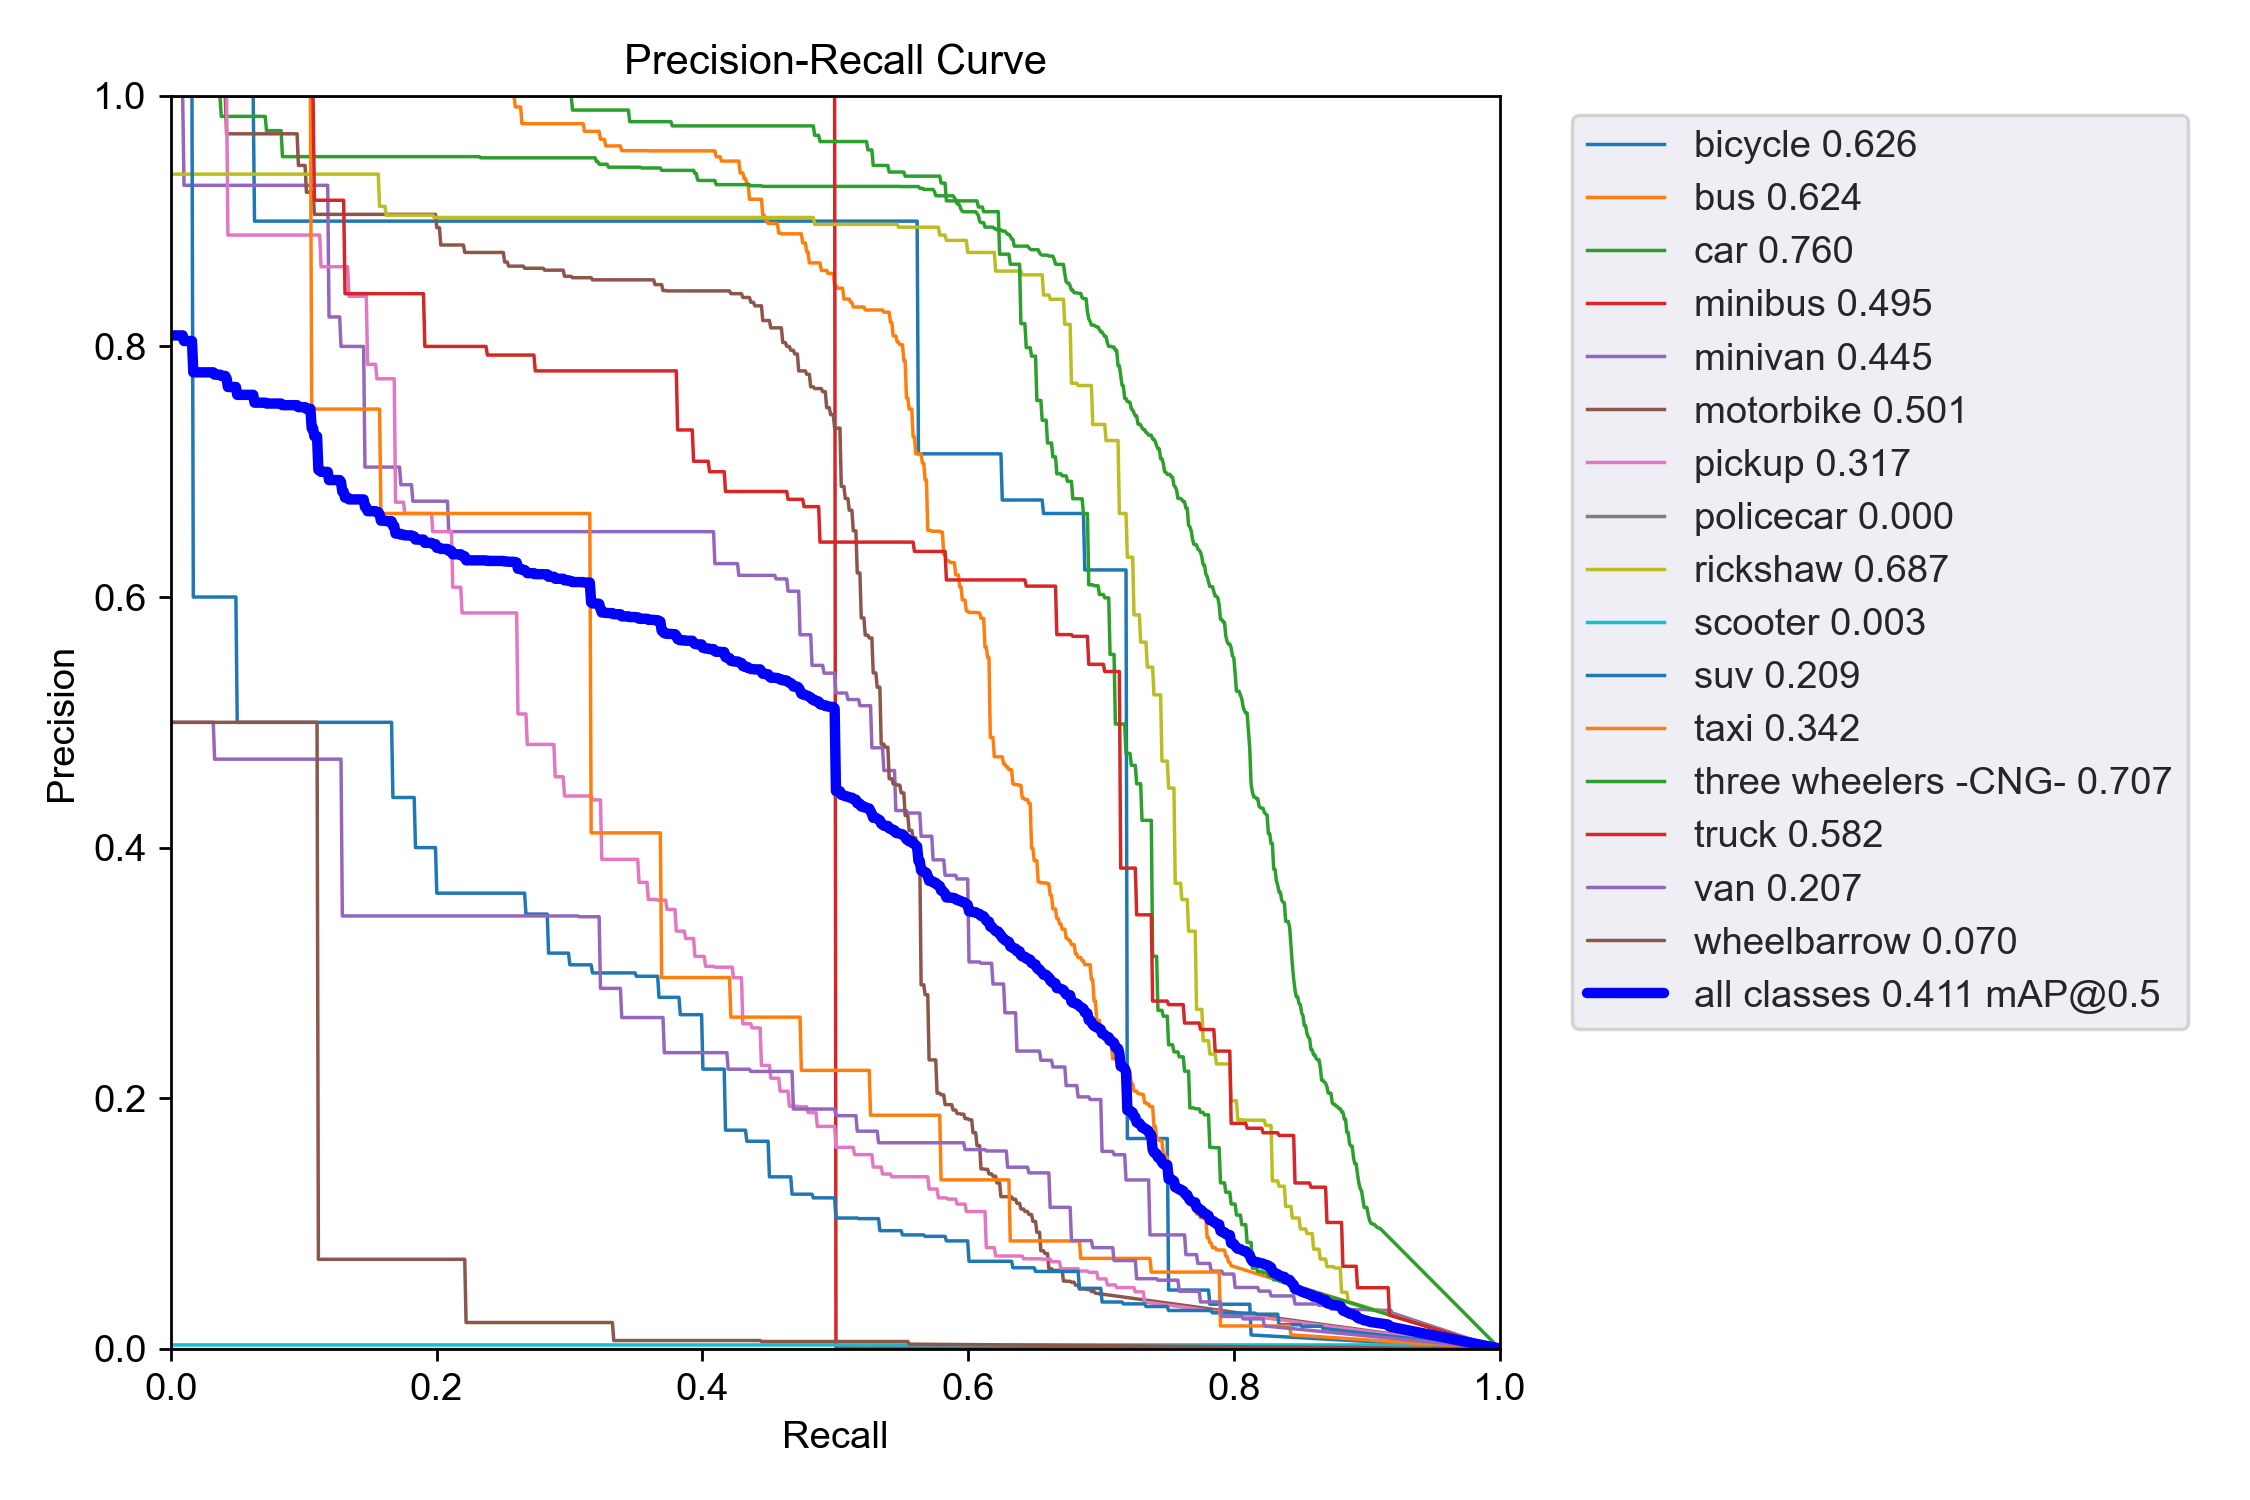 Precision-Recall Curve
1.0
0.8
0.6
0.4
0.2
0.0
Precision
0.0 0.2 0.4 0.6 0.8 1.0
Recall
bicycle 0.626
bus 0.624
car 0.760
minibus 0.495
minivan 0.445
motorbike 0.501
pickup 0.317
policecar 0.000
rickshaw 0.687
scooter 0.003
suv 0.209
taxi 0.342
three wheelers -CNG- 0.707
truck 0.582
van 0.207
wheelbarrow 0.070
all classes 0.411 mAP@0.5